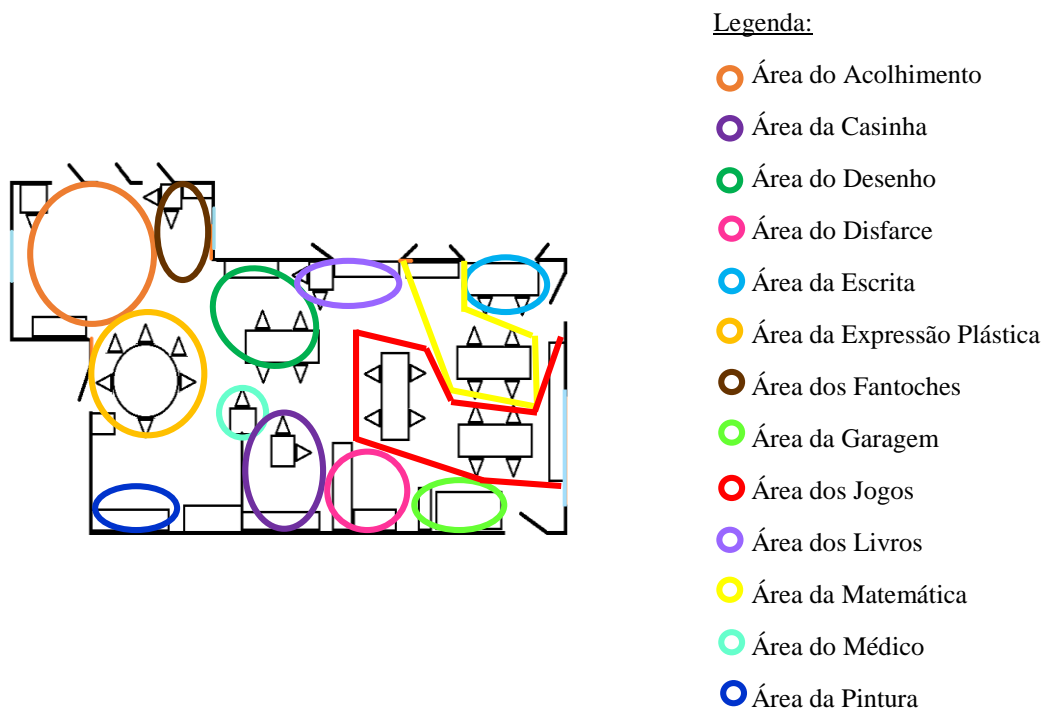 Legenda:
Área do Acolhimento
Área da Casinha
Área do Desenho
Área do Disfarce
Área da Escrita
Área da Expressão Plástica
Área dos Fantoches
Área da Garagem
Área dos Jogos
Área dos Livros
Área da Matemática
Área do Médico
Área da Pintura